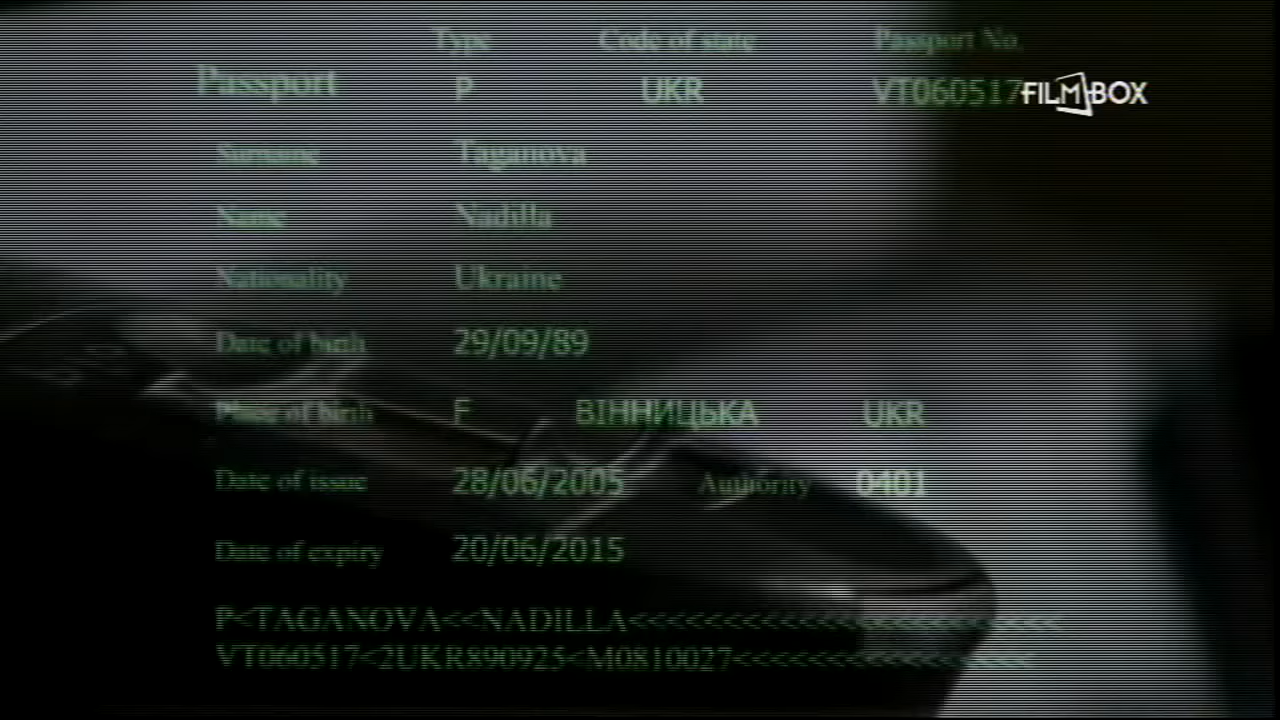 Type Code of state Passport No.
Passport P UKR VT060517 FILMBOX
Surname Taganova
Name Nadilla
Nationality Ukraine
Date of birth 29/09/89
Place of birth F ВІННИЦЬКА UKR
Date of issue 28/06/2005 Authority 0401
Date of expiry 20/06/2015
P<TAGANOVA<<NADILLA<<<<<<<<<<<<<<<<<<<<<<<<
VT060517<2UKR890925<M0810027<<<<<<<<<<<<<<<<